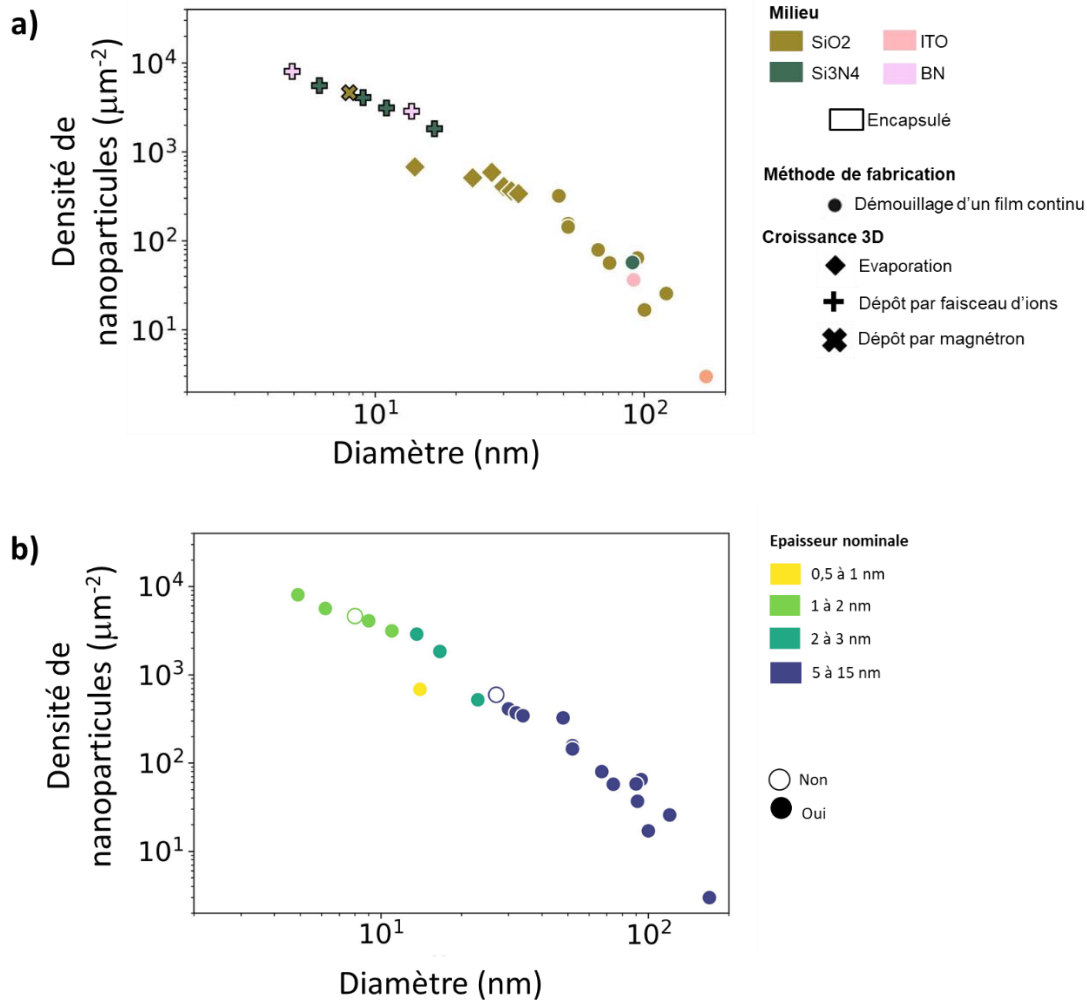 a)
Densité de
nanoparticules (μm⁻²)
10⁴
10³
10²
10¹
10¹
10²
Diamètre (nm)
Milieu
SiO2
ITO
Si3N4
BN
Encapsulé
Méthode de fabrication
Démouillage d'un film continu
Croissance 3D
Evaporation
Dépôt par faisceau d'ions
Dépôt par magnétron
b)
Densité de
nanoparticules (μm⁻²)
10⁴
10³
10²
10¹
10¹
10²
Diamètre (nm)
Epaisseur nominale
0,5 à 1 nm
1 à 2 nm
2 à 3 nm
5 à 15 nm
Non
Oui